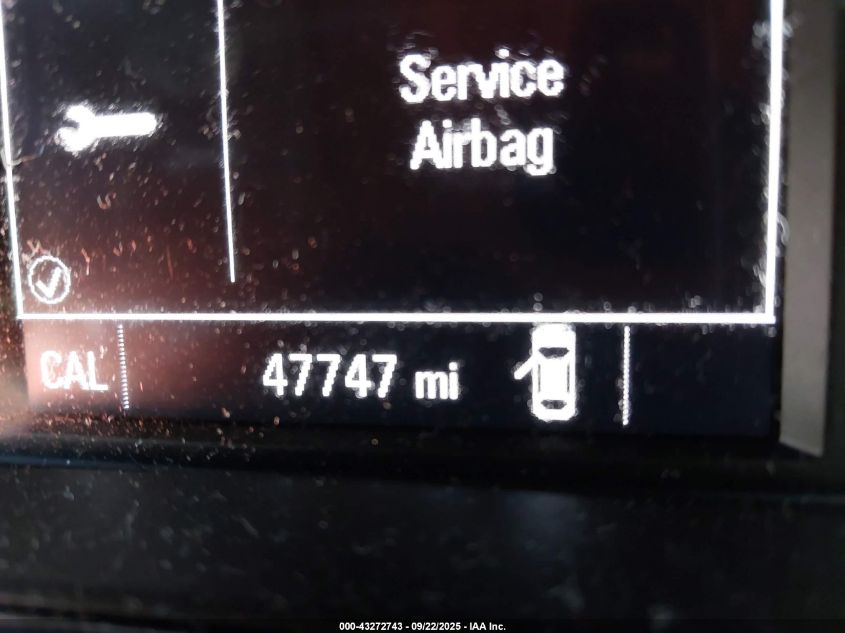 Service
Airbag
CAL
47747 mi
000-43272743 - 09/22/2025 - IAA Inc.